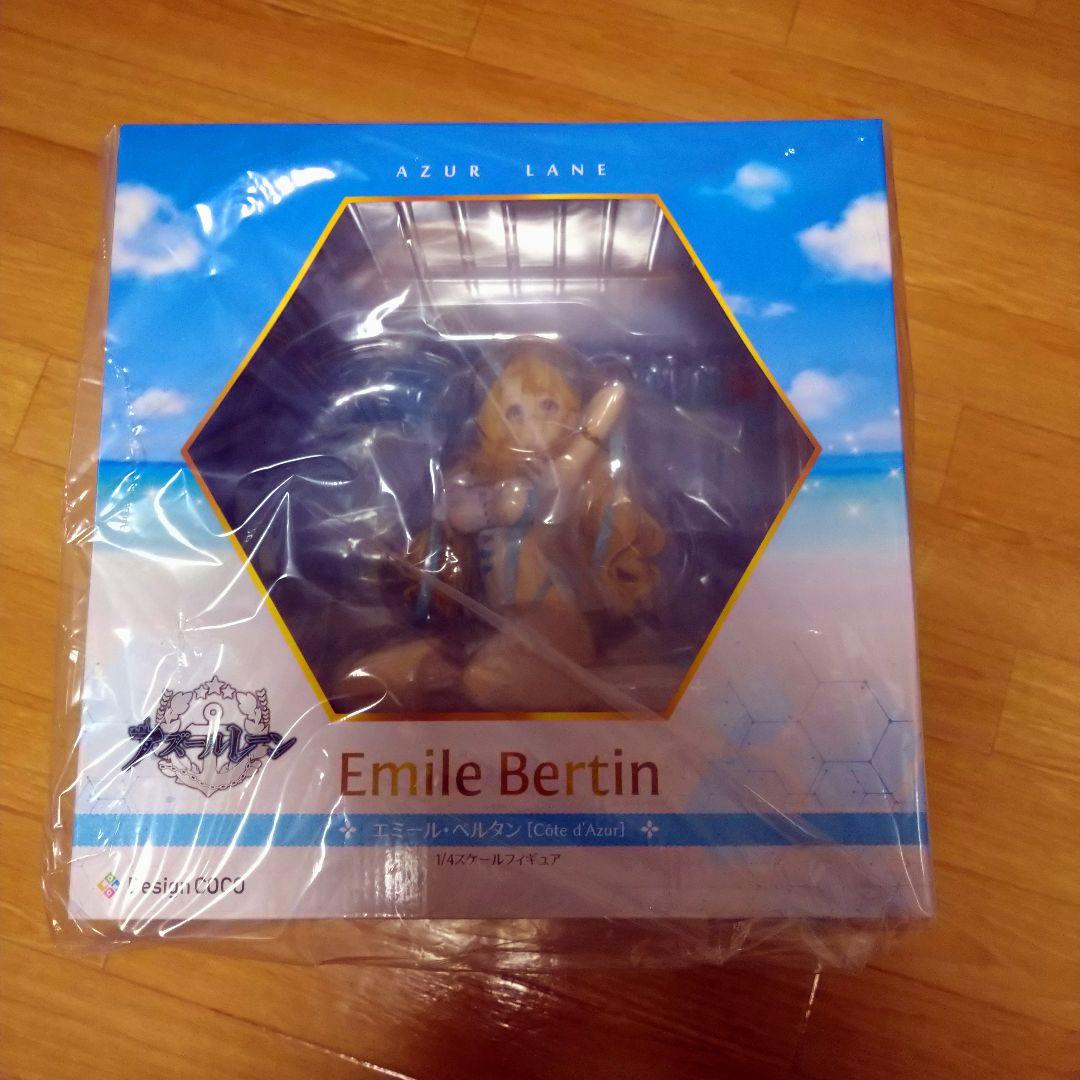 AZUR LANE
アズールレーン
Emile Bertin
エミール・ベルタン [Côte d'Azur]
1/4スケールフィギュア
Design COCO